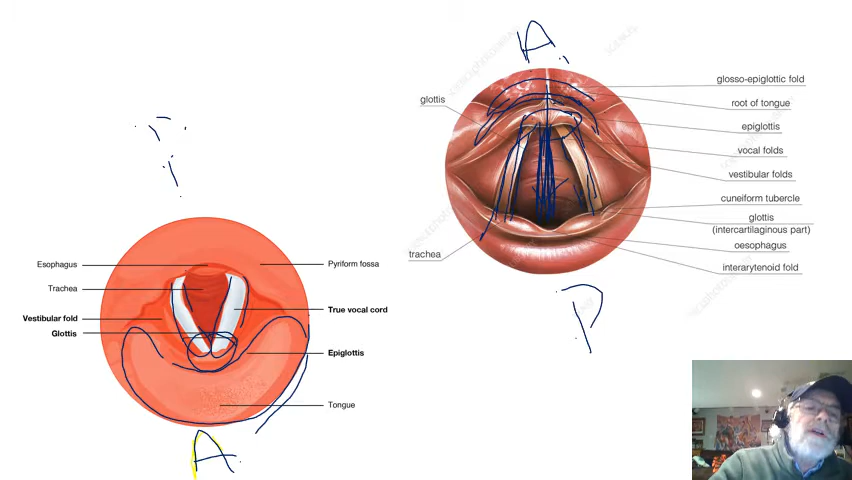 A
glosso-epiglottic fold
glottis
root of tongue
epiglottis
vocal folds
vestibular folds
cuneiform tubercle
glottis
(intercartilaginous part)
oesophagus
trachea
interarytenoid fold
P
Esophagus
Pyriform fossa
Trachea
True vocal cord
Vestibular fold
Glottis
Epiglottis
Tongue
A